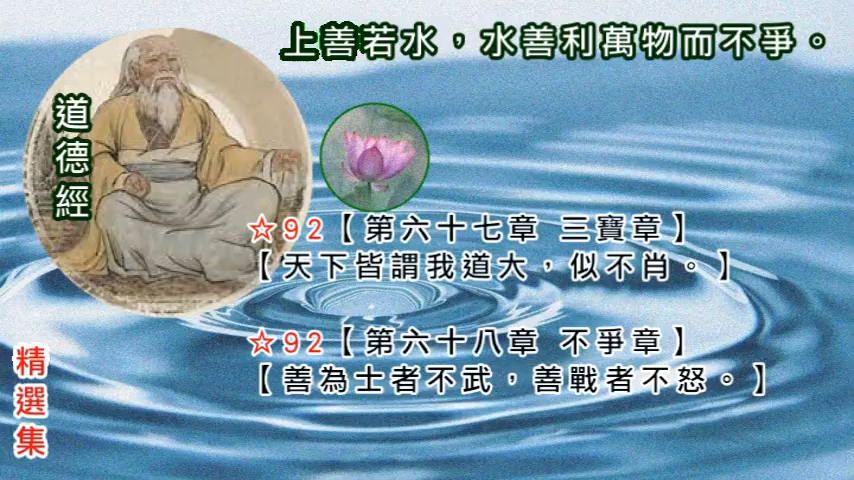 上善若水，水善利萬物而不爭。
道德經
☆92【第六十七章 三寶章】
【天下皆謂我道大，似不肖。】
☆92【第六十八章 不爭章】
【善為士者不武，善戰者不怒。】
精選集